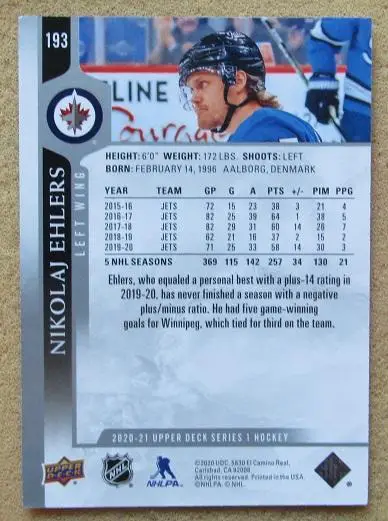 193
LINE
Courage
NIKOLAJ EHLERS
LEFT WING
HEIGHT: 6'0" WEIGHT: 172 LBS. SHOOTS: LEFT
BORN: FEBRUARY 14, 1996 AALBORG, DENMARK
YEAR TEAM GP G A PTS +/- PIM PPG
2015-16 JETS 72 15 23 38 3 21 4
2016-17 JETS 82 25 39 64 1 38 5
2017-18 JETS 82 29 31 60 14 26 7
2018-19 JETS 62 21 16 37 2 15 2
2019-20 JETS 71 25 33 58 14 30 3
5 NHL SEASONS 369 115 142 257 34 130 21
Ehlers, who equaled a personal best with a plus-14 rating in
2019-20, has never finished a season with a negative
plus/minus ratio. He had five game-winning
goals for Winnipeg, which tied for third on the team.
2020-21 UPPER DECK SERIES 1 HOCKEY
UPPER DECK
NHL
NHLPA
©2020 UDC. 5830 El Camino Real,
Carlsbad, CA 92008
All rights reserved. Printed in the USA.
©NHLPA. © NHL.